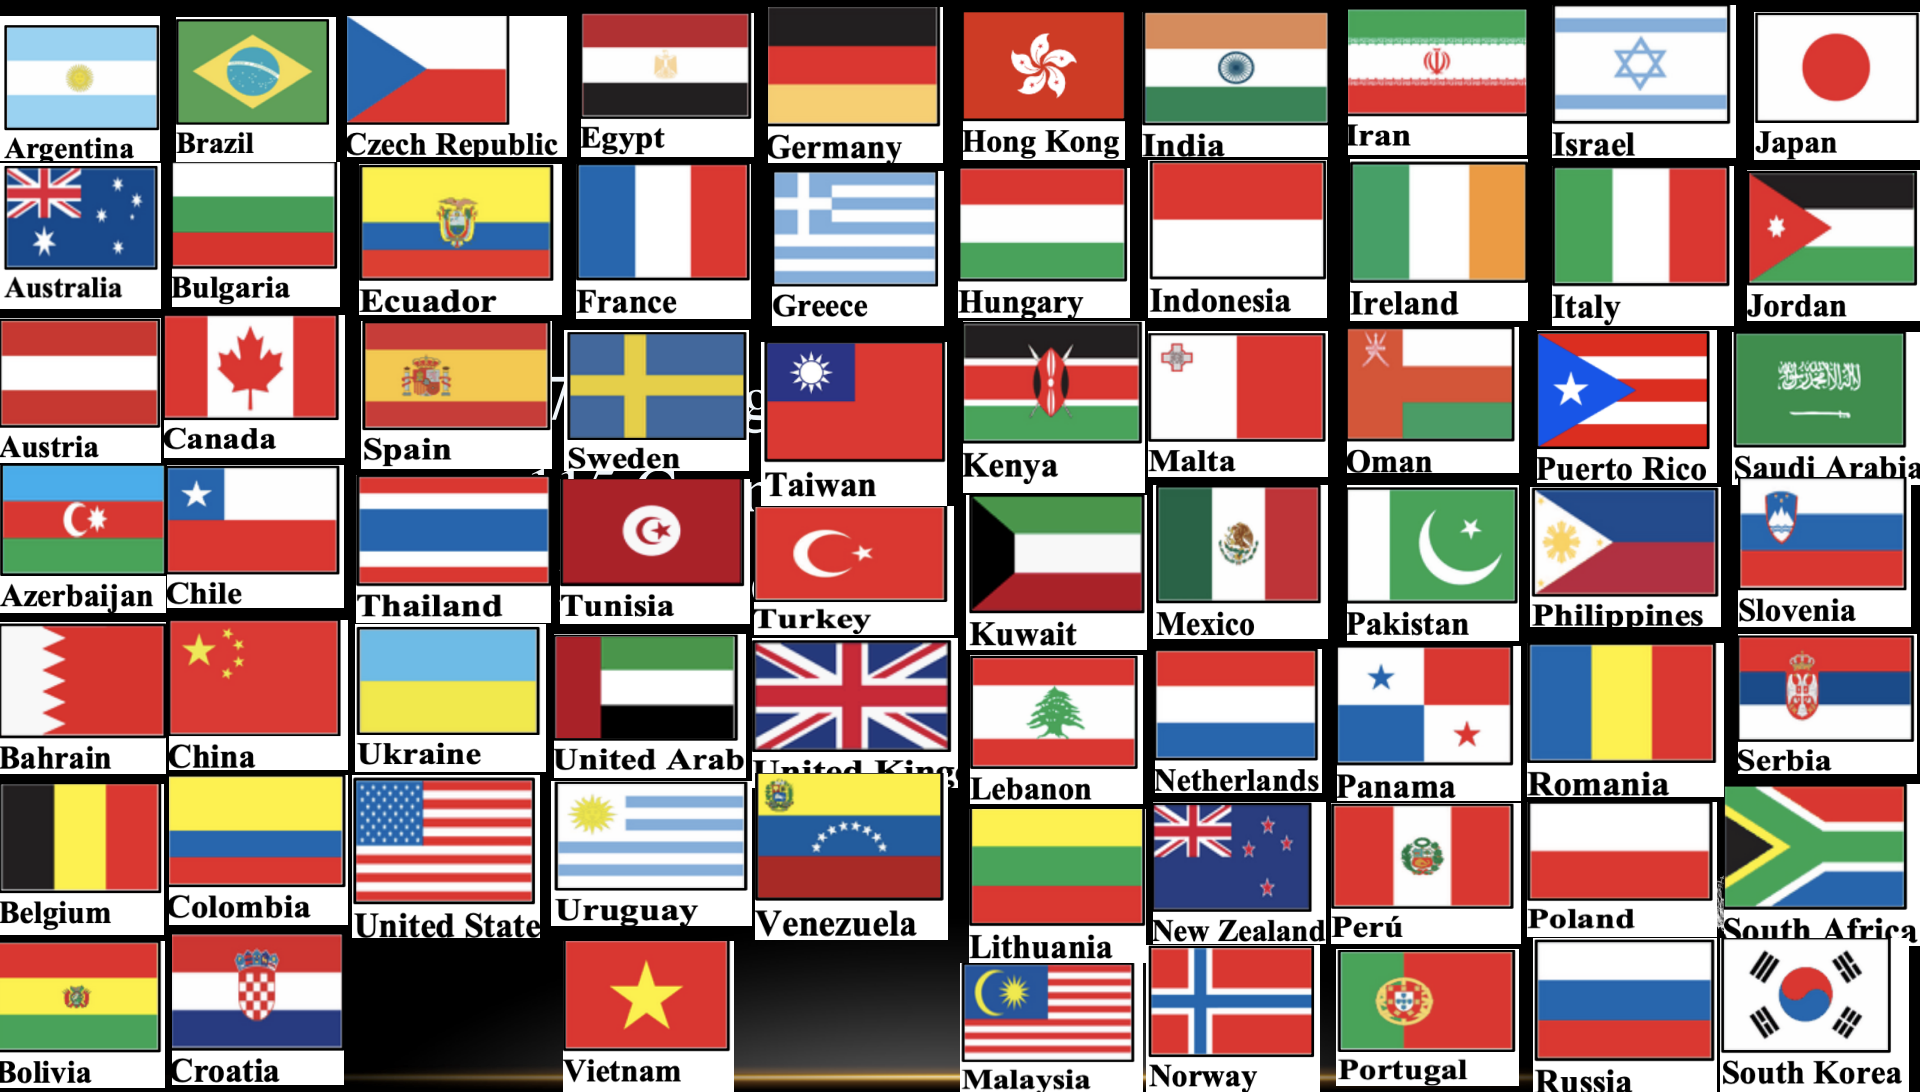 Argentina
Brazil
Czech Republic
Egypt
Germany
Hong Kong
India
Iran
Israel
Japan
Australia
Bulgaria
Ecuador
France
Greece
Hungary
Indonesia
Ireland
Italy
Jordan
Austria
Canada
Spain
Sweden
Taiwan
Kenya
Malta
Oman
Puerto Rico
Saudi Arabia
Azerbaijan
Chile
Thailand
Tunisia
Turkey
Kuwait
Mexico
Pakistan
Philippines
Slovenia
Bahrain
China
Ukraine
United Arab
United King
Lebanon
Netherlands
Panama
Romania
Serbia
Belgium
Colombia
United State
Uruguay
Venezuela
Lithuania
New Zealand
Perú
Poland
South Africa
Bolivia
Croatia
Vietnam
Malaysia
Norway
Portugal
Russia
South Korea